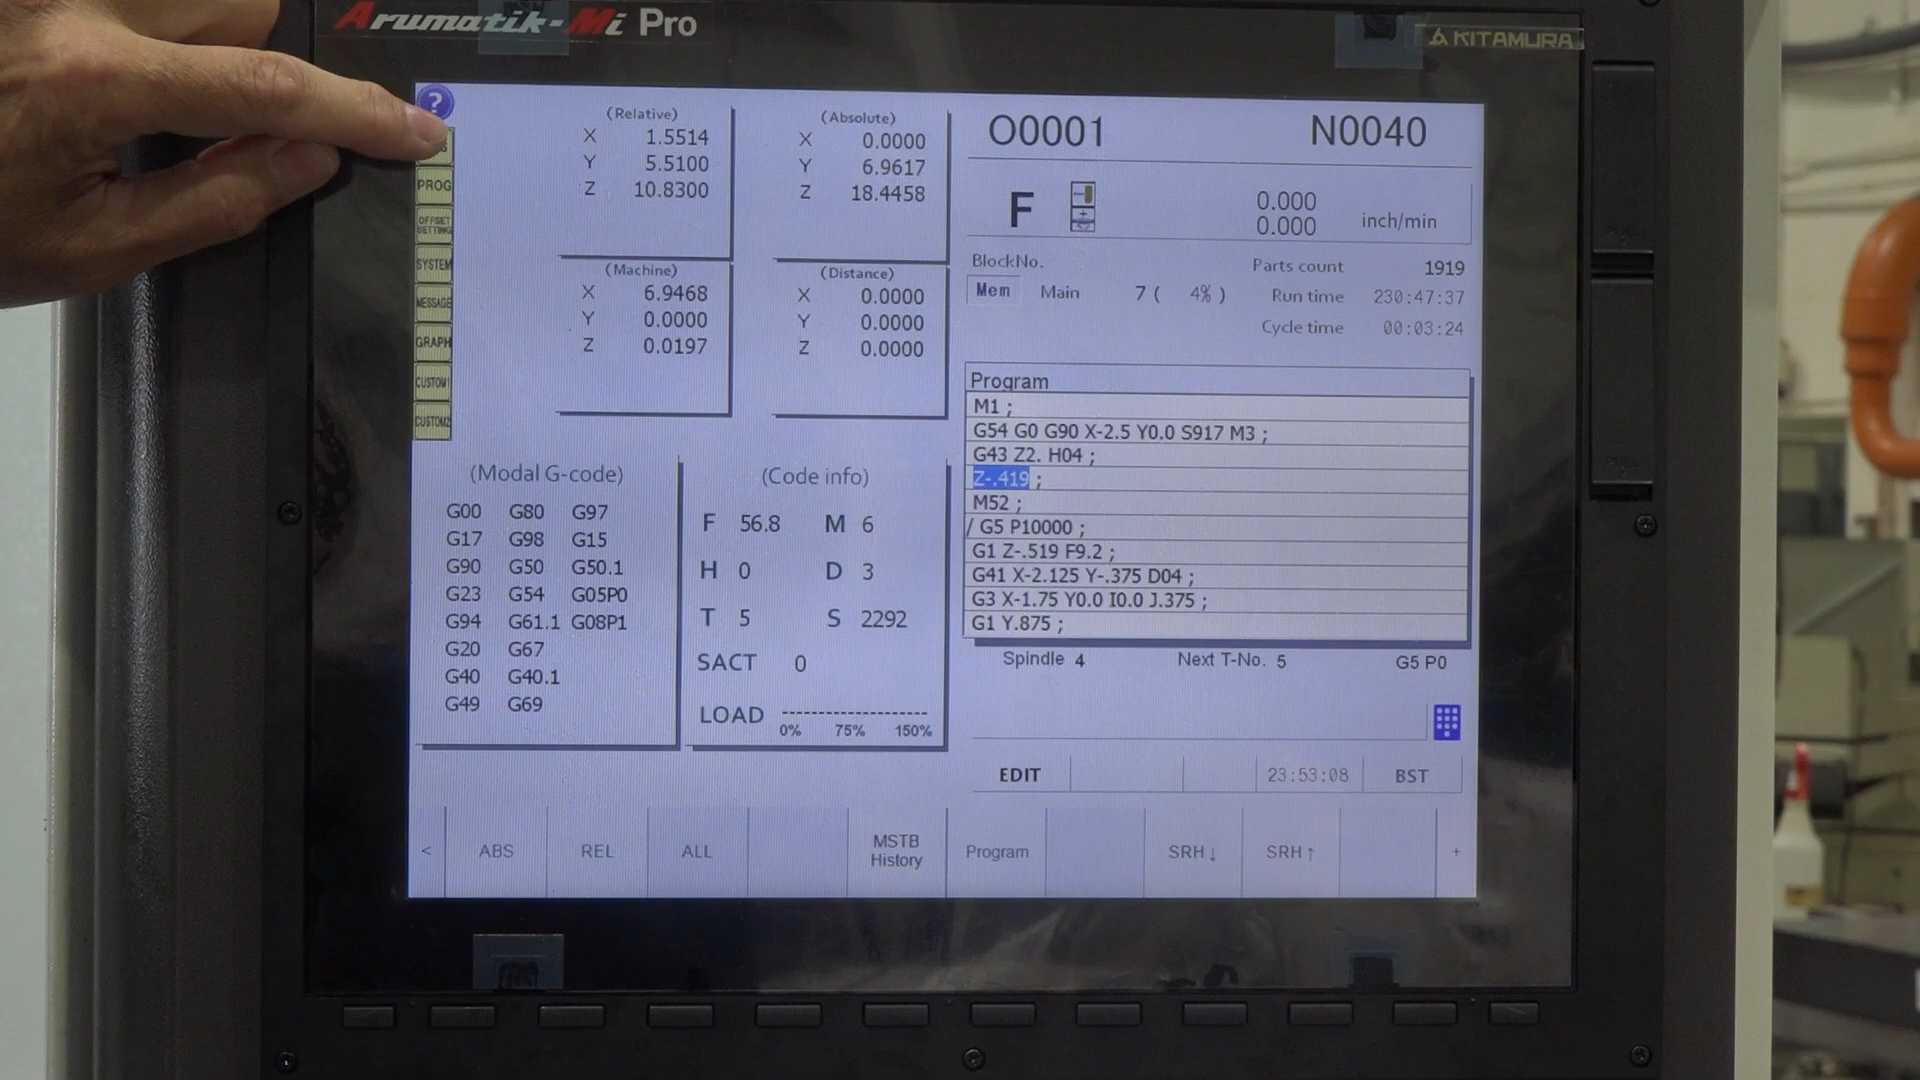 Arumatik-Mi Pro
KITAMURA
?
PROG
OFFSET
SETTING
SYSTEM
MESSAGE
GRAPH
CUSTOM1
CUSTOM2
(Relative)
X 1.5514
Y 5.5100
Z 10.8300
(Absolute)
X 0.0000
Y 6.9617
Z 18.4458
(Machine)
X 6.9468
Y 0.0000
Z 0.0197
(Distance)
X 0.0000
Y 0.0000
Z 0.0000
O0001 N0040
F 0.000
0.000 inch/min
BlockNo.
Mem Main 7 ( 4% )
Parts count 1919
Run time 230:47:37
Cycle time 00:03:24
Program
M1 ;
G54 G0 G90 X-2.5 Y0.0 S917 M3 ;
G43 Z2. H04 ;
Z-.419 ;
M52 ;
/ G5 P10000 ;
G1 Z-.519 F9.2 ;
G41 X-2.125 Y-.375 D04 ;
G3 X-1.75 Y0.0 I0.0 J.375 ;
G1 Y.875 ;
Spindle 4 Next T-No. 5 G5 P0
(Modal G-code)
G00 G80 G97
G17 G98 G15
G90 G50 G50.1
G23 G54 G05P0
G94 G61.1 G08P1
G20 G67
G40 G40.1
G49 G69
(Code info)
F 56.8 M 6
H 0 D 3
T 5 S 2292
SACT 0
LOAD
0% 75% 150%
EDIT 23:53:08 BST
< ABS REL ALL MSTB
History Program SRH↓ SRH↑ +